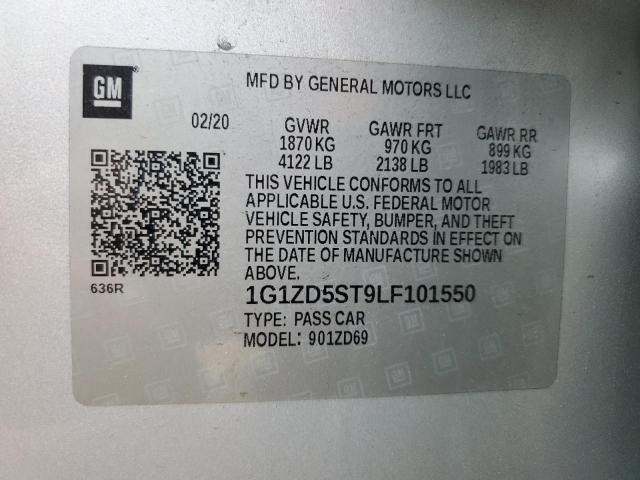 GM
MFD BY GENERAL MOTORS LLC
02/20 GVWR GAWR FRT GAWR RR
1870 KG 970 KG 899 KG
4122 LB 2138 LB 1983 LB
THIS VEHICLE CONFORMS TO ALL
APPLICABLE U.S. FEDERAL MOTOR
VEHICLE SAFETY, BUMPER, AND THEFT
PREVENTION STANDARDS IN EFFECT ON
THE DATE OF MANUFACTURE SHOWN
ABOVE.
636R
1G1ZD5ST9LF101550
TYPE: PASS CAR
MODEL: 901ZD69